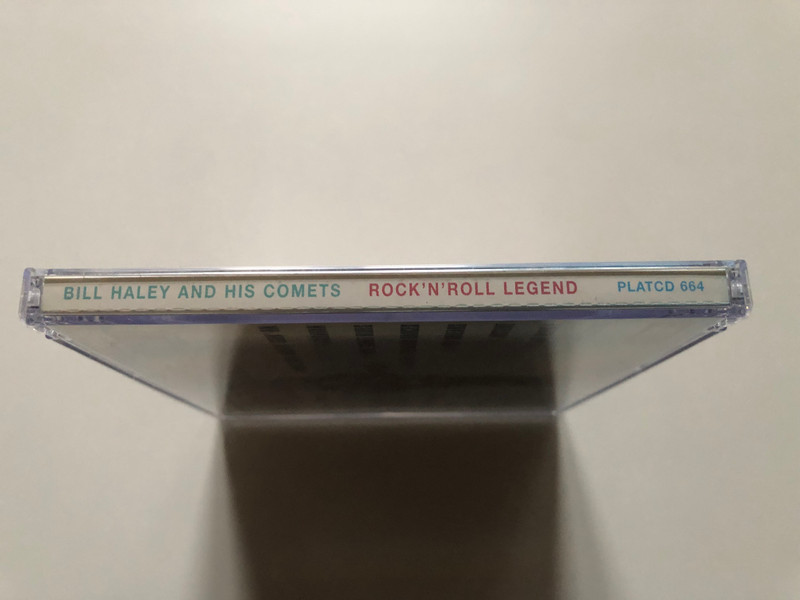 BILL HALEY AND HIS COMETS ROCK'N'ROLL LEGEND PLATCD 664